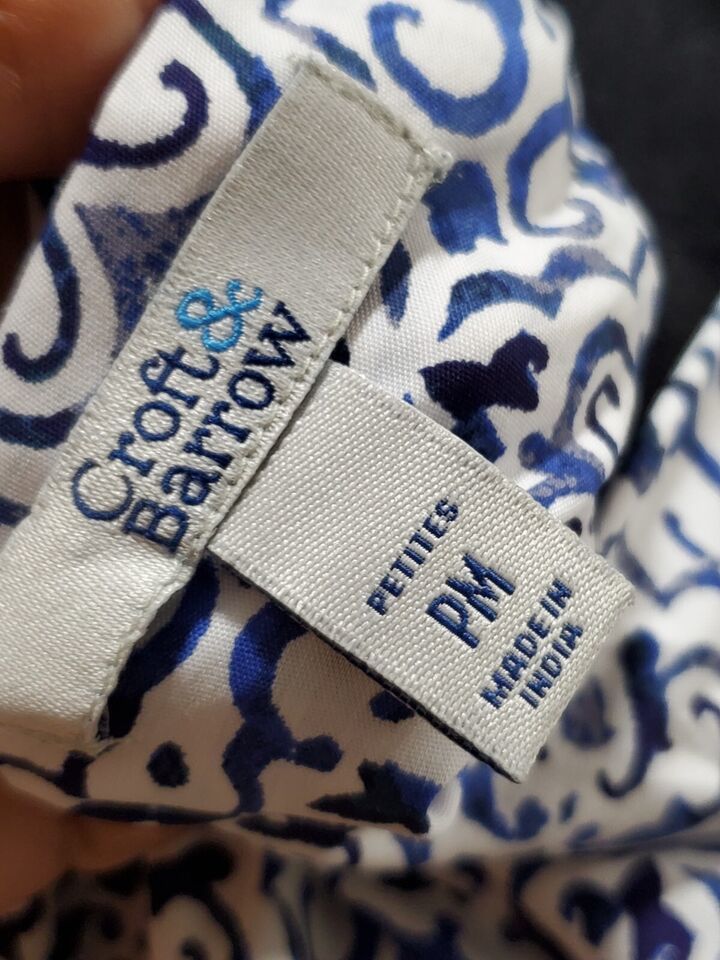 Croft &
Barrow
PETITES
PM
MADE IN
INDIA